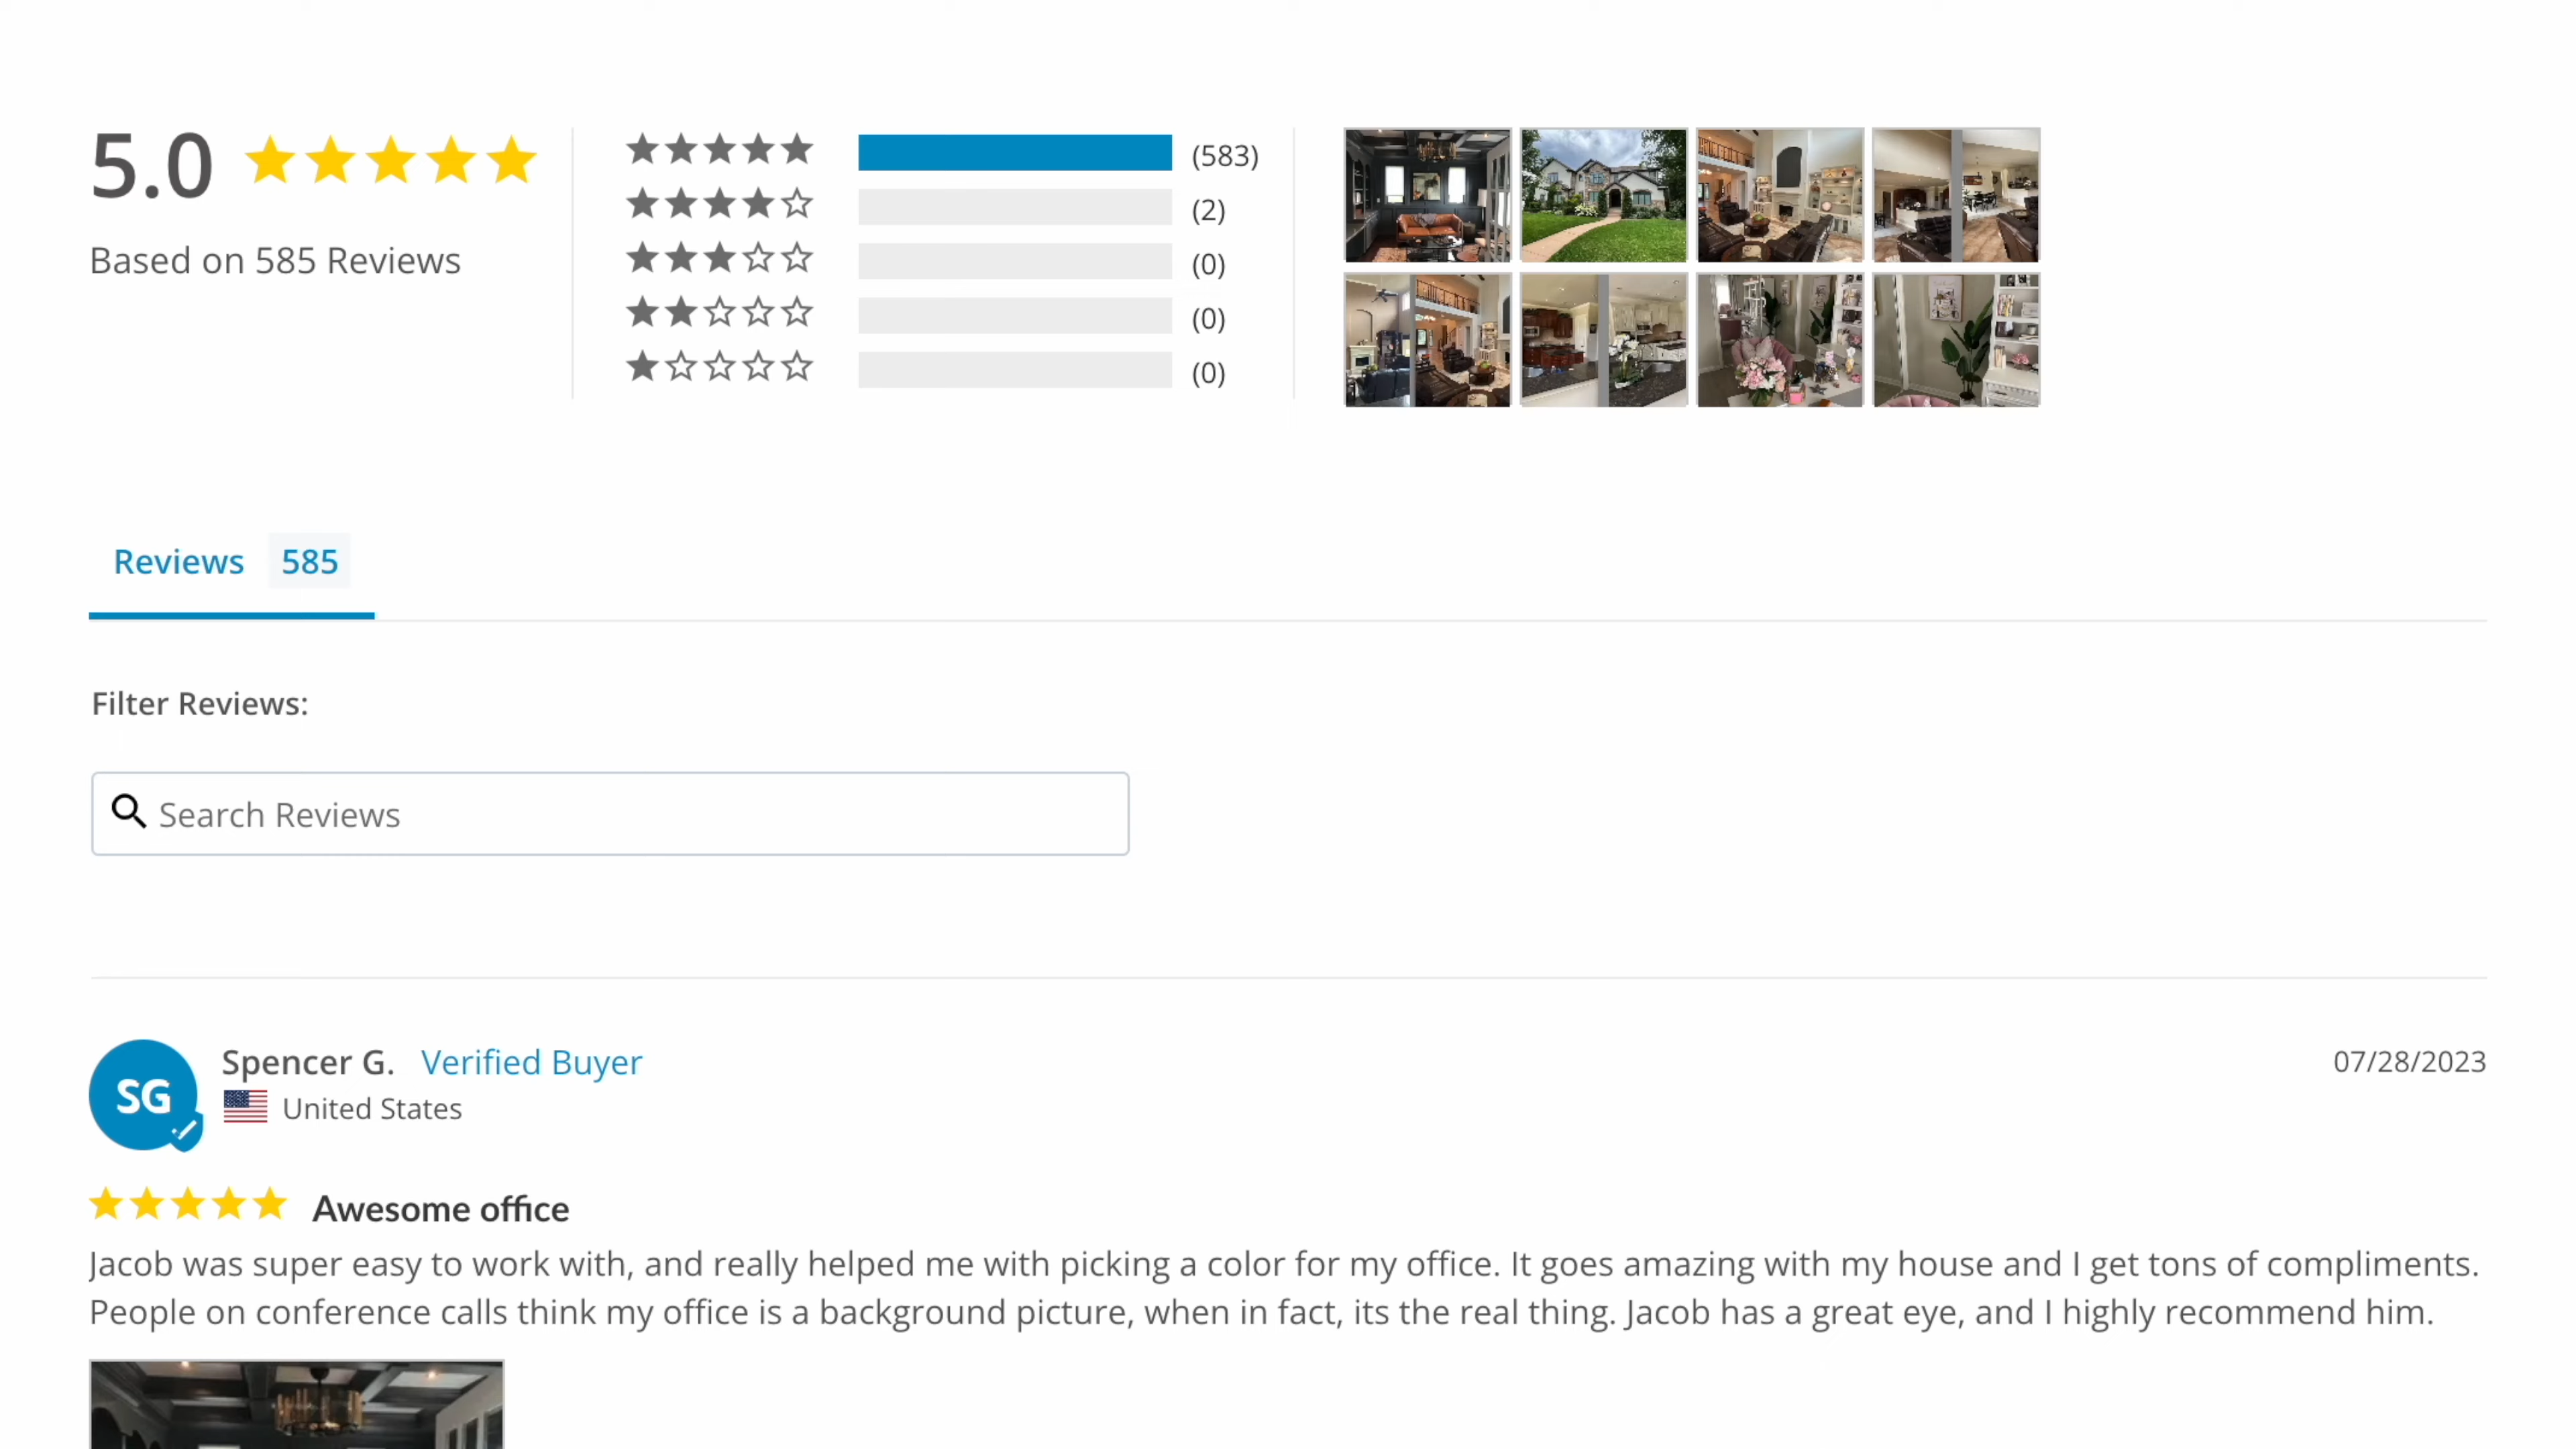 5.0
Based on 585 Reviews
(583)
(2)
(0)
(0)
(0)
Reviews 585
Filter Reviews:
Search Reviews
SG
Spencer G. Verified Buyer
07/28/2023
United States
Awesome office
Jacob was super easy to work with, and really helped me with picking a color for my office. It goes amazing with my house and I get tons of compliments.
People on conference calls think my office is a background picture, when in fact, its the real thing. Jacob has a great eye, and I highly recommend him.